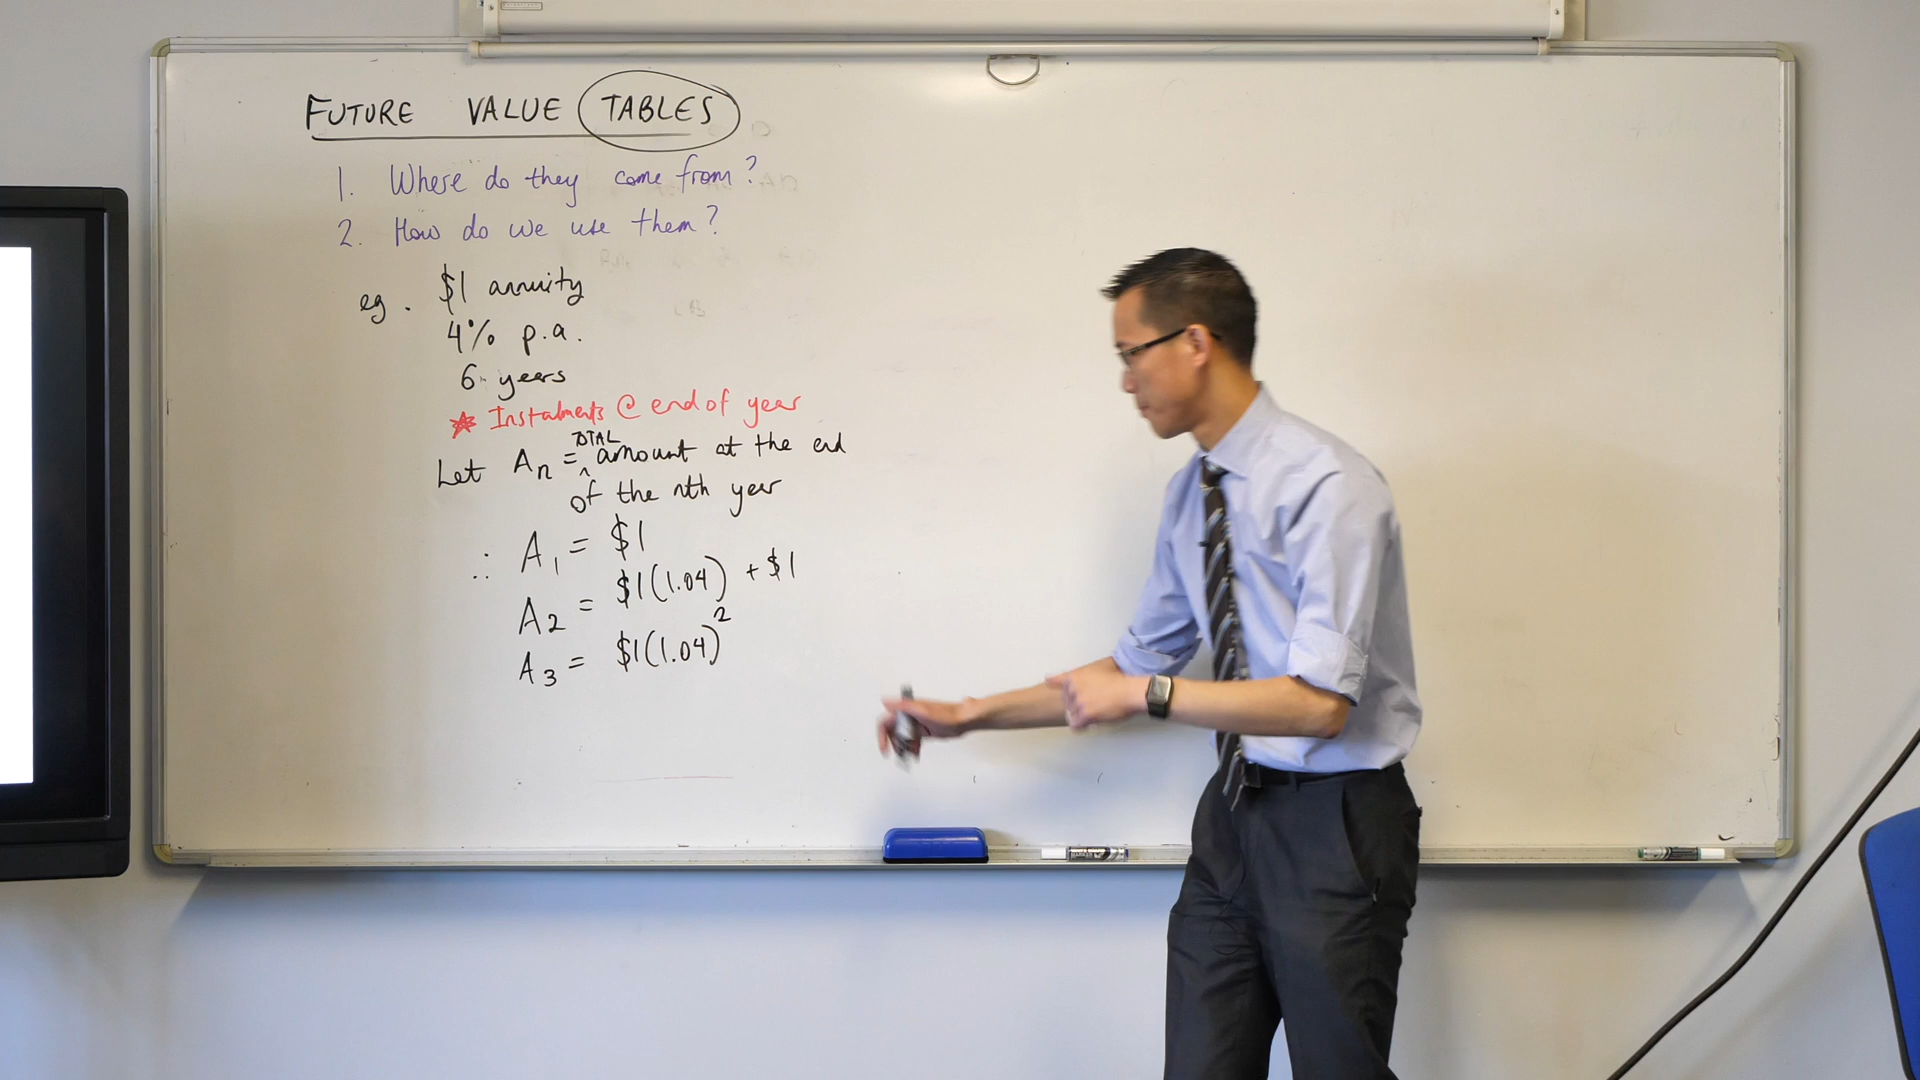 FUTURE VALUE TABLES
1. Where do they come from?
2. How do we use them?
eg. $1 annuity
4% p.a.
6 years
★ Instalments @ end of year
TOTAL
Let Aₙ = ^ amount at the end
of the nth year
∴ A₁ = $1
A₂ = $1(1.04) + $1
A₃ = $1(1.04)²